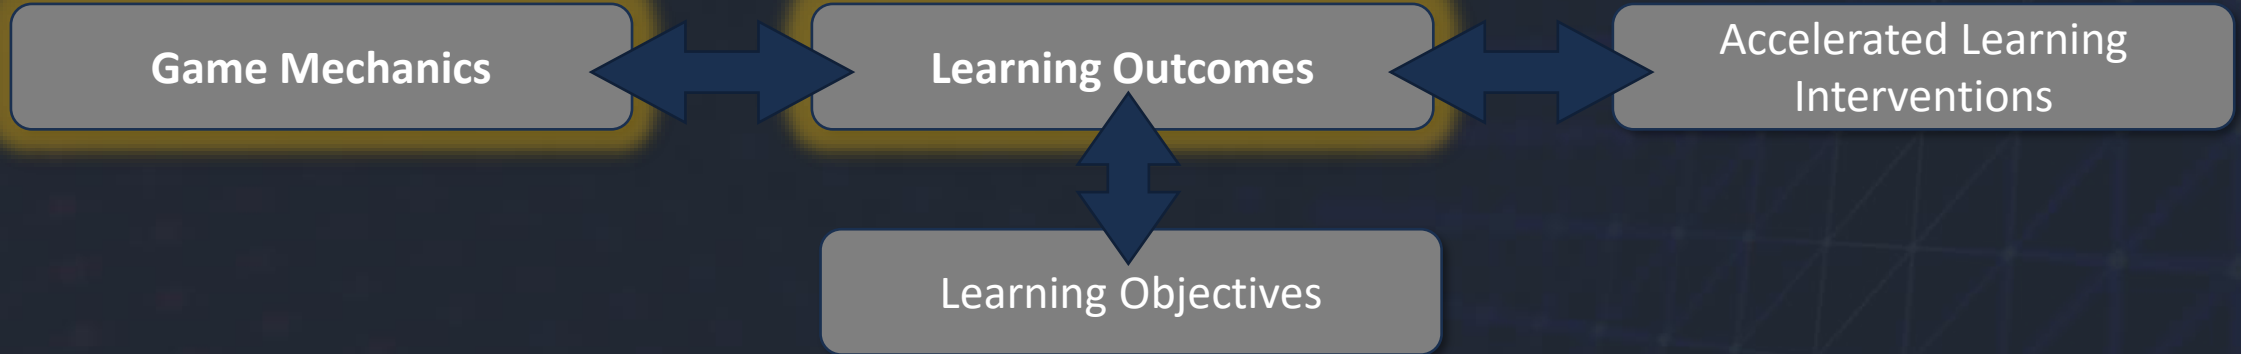 Game Mechanics
Learning Outcomes
Accelerated Learning
Interventions
Learning Objectives